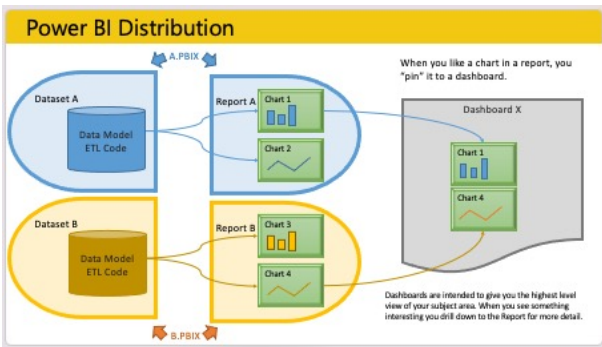 Power BI Distribution
A.PBIX
When you like a chart in a report, you
"pin" it to a dashboard.
Dataset A
Data Model
ETL Code
Report A
Chart 1
Chart 2
Dashboard X
Chart 1
Chart 4
Dataset B
Data Model
ETL Code
Report B
Chart 3
Chart 4
Dashboards are intended to give you the highest level
view of your subject area. When you see something
interesting you drill down to the Report for more detail.
B.PBIX